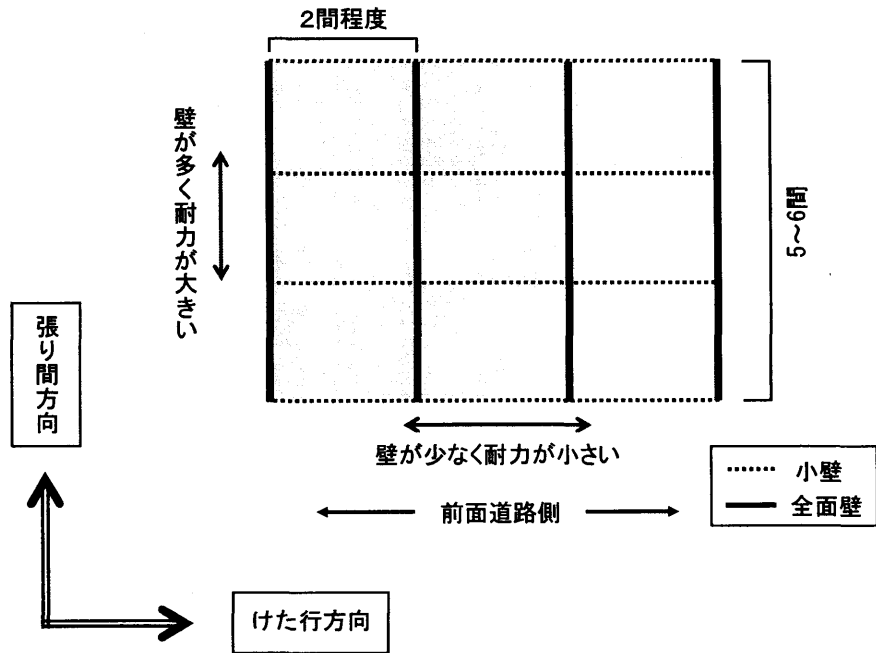 2間程度
壁が多く耐力が大きい
5～6間
張り間方向
壁が少なく耐力が小さい
小壁
全面壁
前面道路側
けた行方向